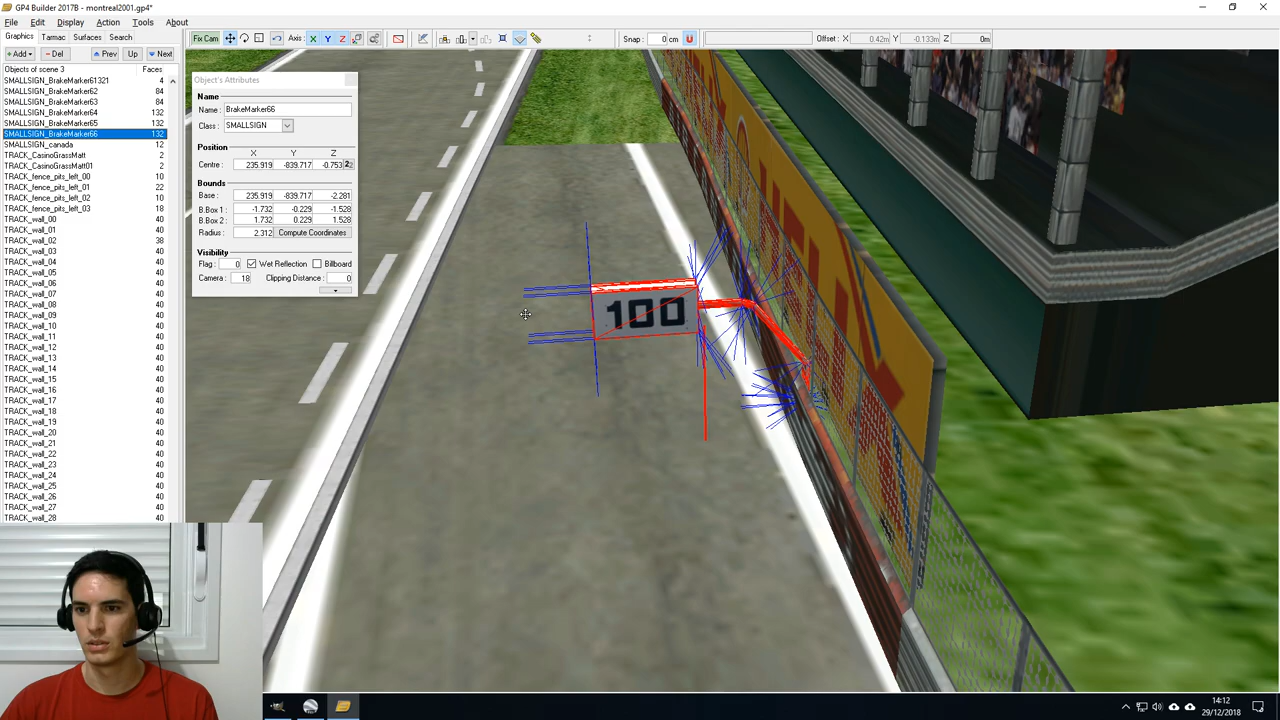 GP4 Builder 2017B - montreal2001.gp4*
File Edit Display Action Tools About
Graphics Tarmac Surfaces Search
Fix Cam Axis: X Y Z Snap: 0 cm Offset: X 0.42m Y -0.133m Z 0m
Add Del Prev Up Next
Objects of scene 3 Faces
SMALLSIGN_BrakeMarker61321 4
SMALLSIGN_BrakeMarker62 84
SMALLSIGN_BrakeMarker63 84
SMALLSIGN_BrakeMarker64 132
SMALLSIGN_BrakeMarker65 132
SMALLSIGN_BrakeMarker66 132
SMALLSIGN_canada 12
TRACK_CasinoGrassMatt 2
TRACK_CasinoGrassMatt01 2
TRACK_fence_pits_left_00 10
TRACK_fence_pits_left_01 22
TRACK_fence_pits_left_02 10
TRACK_fence_pits_left_03 18
TRACK_wall_00 40
TRACK_wall_01 40
TRACK_wall_02 38
TRACK_wall_03 40
TRACK_wall_04 40
TRACK_wall_05 40
TRACK_wall_06 40
TRACK_wall_07 40
TRACK_wall_08 40
TRACK_wall_09 40
TRACK_wall_10 40
TRACK_wall_11 40
TRACK_wall_12 40
TRACK_wall_13 40
TRACK_wall_14 40
TRACK_wall_15 40
TRACK_wall_16 40
TRACK_wall_17 40
TRACK_wall_18 40
TRACK_wall_19 40
TRACK_wall_20 40
TRACK_wall_21 40
TRACK_wall_22 40
TRACK_wall_23 40
TRACK_wall_24 40
TRACK_wall_25 40
TRACK_wall_26 40
TRACK_wall_27 40
TRACK_wall_28 40
Object's Attributes
Name
Name: BrakeMarker66
Class: SMALLSIGN
Position
X Y Z
Centre: 235.919 -839.717 -0.753
Bounds
Base: 235.919 -839.717 -2.281
B.Box 1: -1.732 -0.229 -1.528
B.Box 2: 1.732 0.229 1.528
Radius: 2.312 Compute Coordinates
Visibility
Flag: 0 Wet Reflection Billboard
Camera: 18 Clipping Distance: 0
100
14:12
29/12/2018